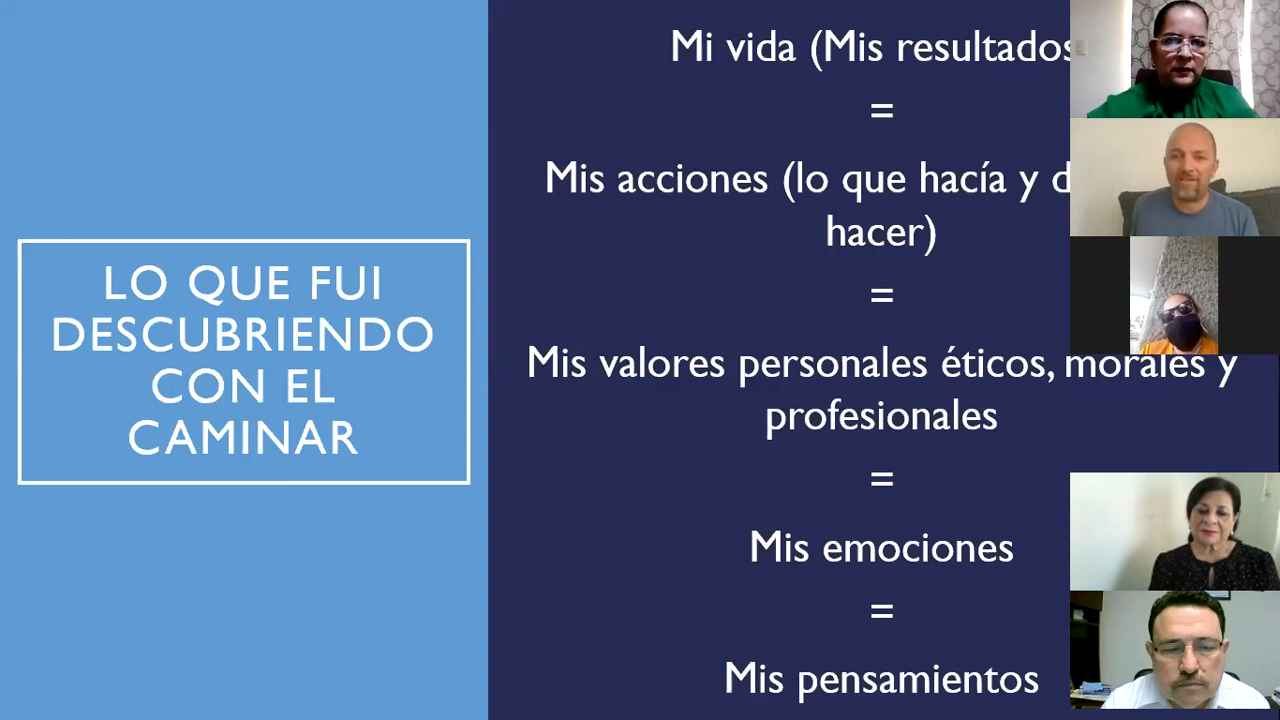 LO QUE FUI
DESCUBRIENDO
CON EL
CAMINAR
Mi vida (Mis resultados
=
Mis acciones (lo que hacía y
hacer)
=
Mis valores personales éticos, morales y
profesionales
=
Mis emociones
=
Mis pensamientos